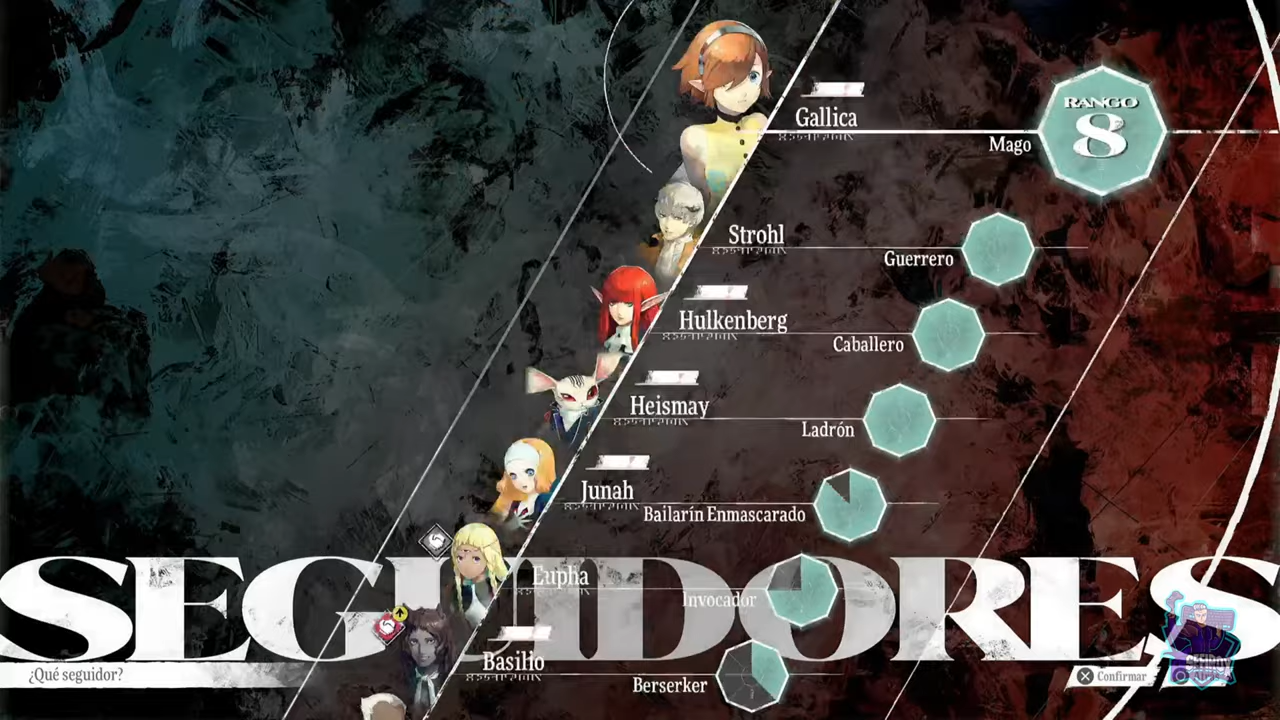 Gallica
RANGO
8
Mago
Strohl
Guerrero
Hulkenberg
Caballero
Heismay
Ladrón
Junah
Bailarín Enmascarado
SEGUIDORES
Eupha
Invocador
Basilio
Berserker
¿Qué seguidor?
Confirmar
Atrás